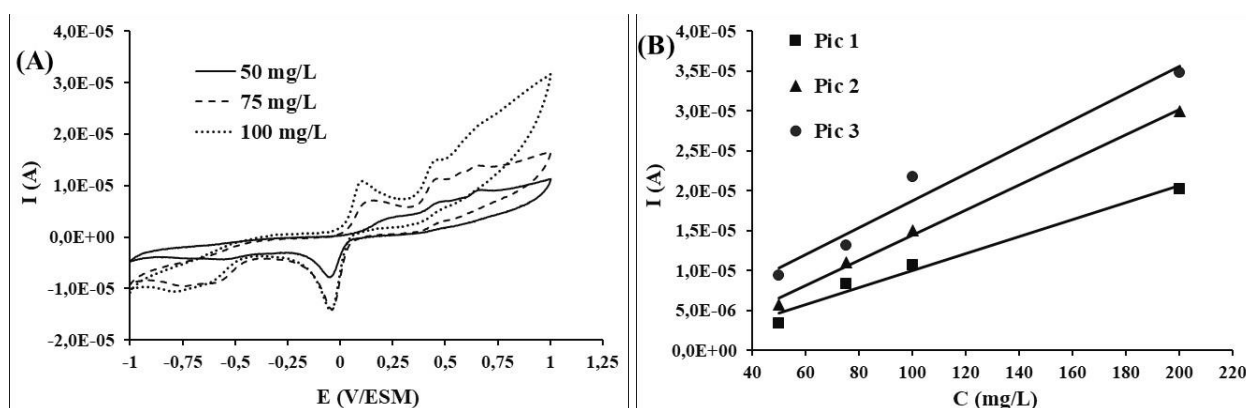 (A)
4,0E-05
3,0E-05
2,0E-05
1,0E-05
0,0E+00
-1,0E-05
-2,0E-05
I (A)
50 mg/L
75 mg/L
100 mg/L
-1 -0,75 -0,5 -0,25 0 0,25 0,5 0,75 1 1,25
E (V/ESM)
(B)
4,0E-05
3,5E-05
3,0E-05
2,5E-05
2,0E-05
1,5E-05
1,0E-05
5,0E-06
0,0E+00
I (A)
Pic 1
Pic 2
Pic 3
40 60 80 100 120 140 160 180 200 220
C (mg/L)